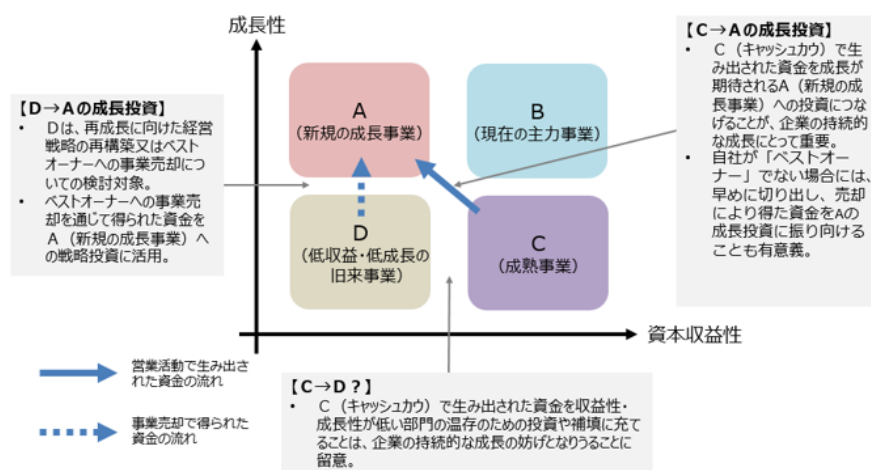 成長性
【C→Aの成長投資】
• C（キャッシュカウ）で生
み出された資金を成長が
期待されるA（新規の成
長事業）への投資につな
げることが、企業の持続的
な成長にとって重要。
• 自社が「ベストオー
ナー」でない場合には、
早めに切り出し、売却
により得た資金をAの
成長投資に振り向ける
ことも有意義。
【D→Aの成長投資】
• Dは、再成長に向けた経営
戦略の再構築又はベスト
オーナーへの事業売却につ
いての検討対象。
• ベストオーナーへの事業売
却を通じて得られた資金を
A（新規の成長事業）へ
の戦略投資に活用。
A
（新規の成長事業）
B
（現在の主力事業）
D
（低収益・低成長の
旧来事業）
C
（成熟事業）
資本収益性
営業活動で生み出さ
れた資金の流れ
事業売却で得られた
資金の流れ
【C→D？】
• C（キャッシュカウ）で生み出された資金を収益性・
成長性が低い部門の温存のための投資や補填に充て
ることは、企業の持続的な成長の妨げとなりうることに
留意。